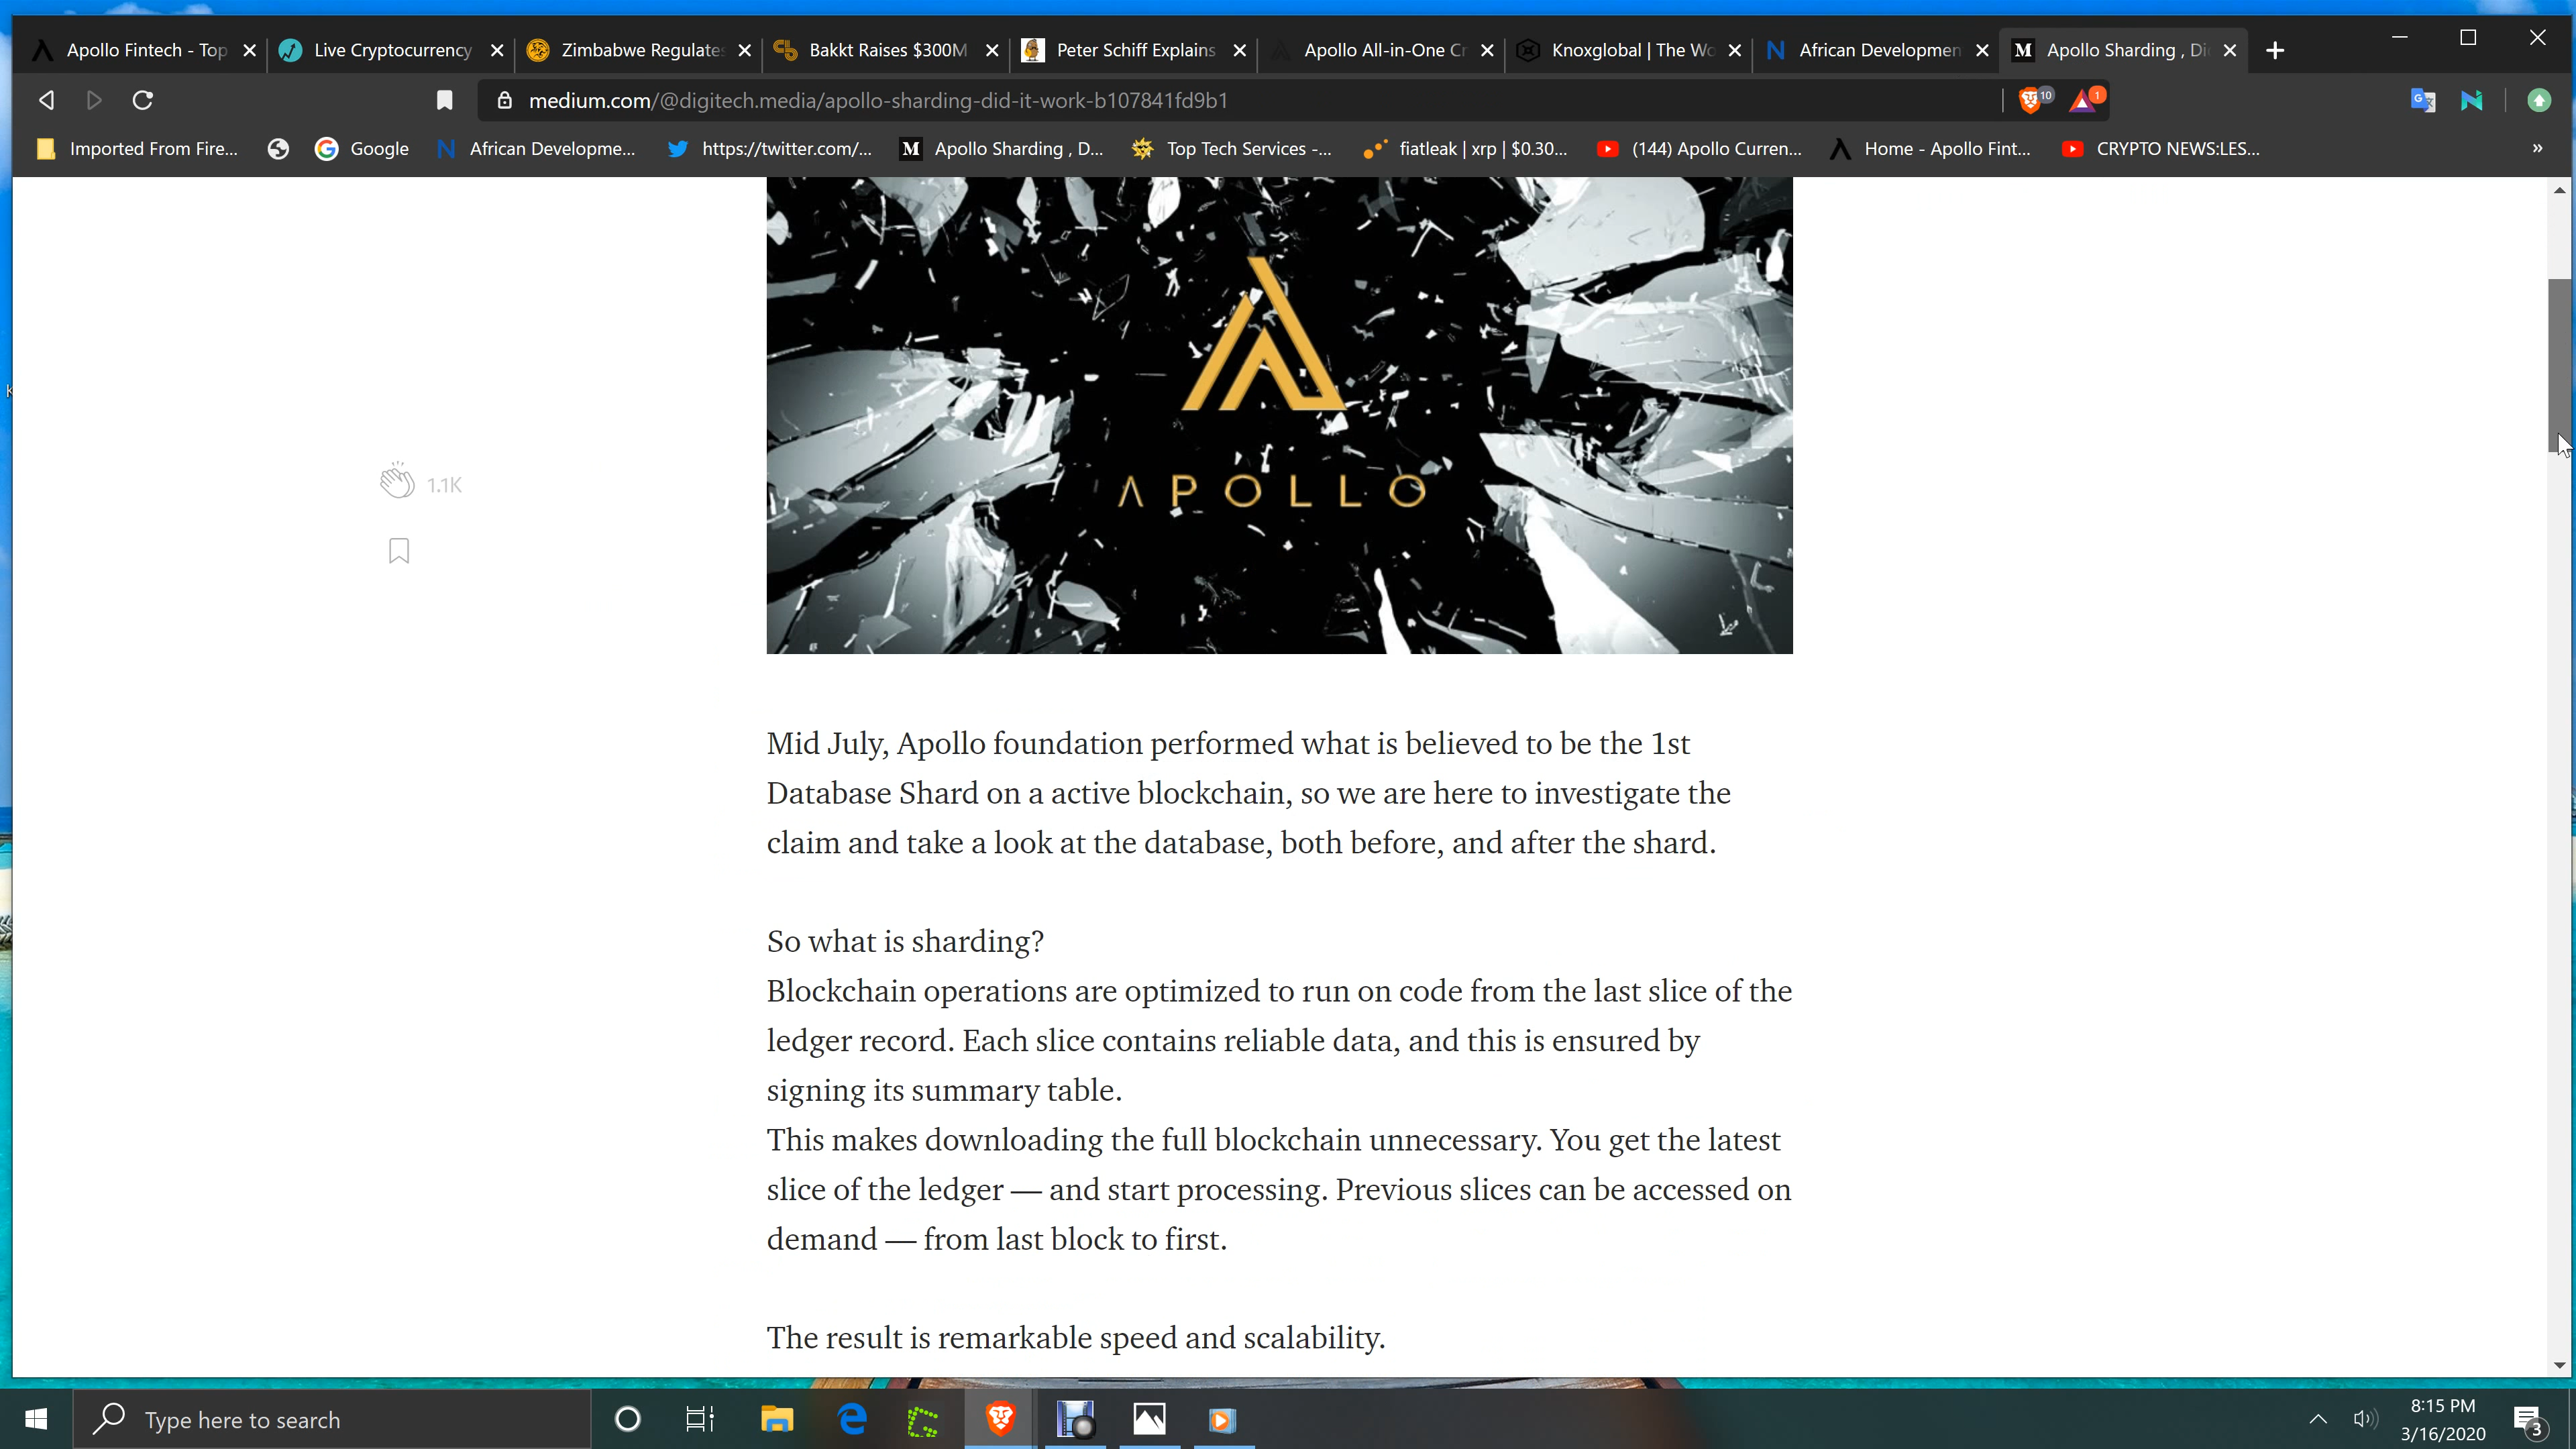 Apollo Fintech - Top
Live Cryptocurrency
Zimbabwe Regulates
Bakkt Raises $300M
Peter Schiff Explains
Apollo All-in-One Cr
Knoxglobal | The Wo
African Developmen
M Apollo Sharding , Di
medium.com/@digitech.media/apollo-sharding-did-it-work-b107841fd9b1
10
1
Imported From Fire...
Google
African Developme...
https://twitter.com/...
M Apollo Sharding , D...
Top Tech Services -...
fiatleak | xrp | $0.30...
(144) Apollo Curren...
Home - Apollo Fint...
CRYPTO NEWS:LES...
»
APOLLO
1.1K
Mid July, Apollo foundation performed what is believed to be the 1st
Database Shard on a active blockchain, so we are here to investigate the
claim and take a look at the database, both before, and after the shard.
So what is sharding?
Blockchain operations are optimized to run on code from the last slice of the
ledger record. Each slice contains reliable data, and this is ensured by
signing its summary table.
This makes downloading the full blockchain unnecessary. You get the latest
slice of the ledger — and start processing. Previous slices can be accessed on
demand — from last block to first.
The result is remarkable speed and scalability.
Type here to search
8:15 PM
3/16/2020
3